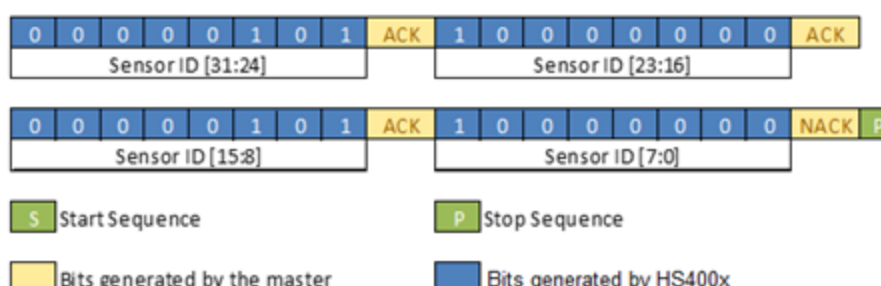 0 0 0 0 0 1 0 1 ACK 1 0 0 0 0 0 0 0 ACK
Sensor ID [31:24] Sensor ID [23:16]
0 0 0 0 0 1 0 1 ACK 1 0 0 0 0 0 0 0 NACK P
Sensor ID [15:8] Sensor ID [7:0]
S Start Sequence P Stop Sequence
Bits generated by the master Bits generated by HS400x